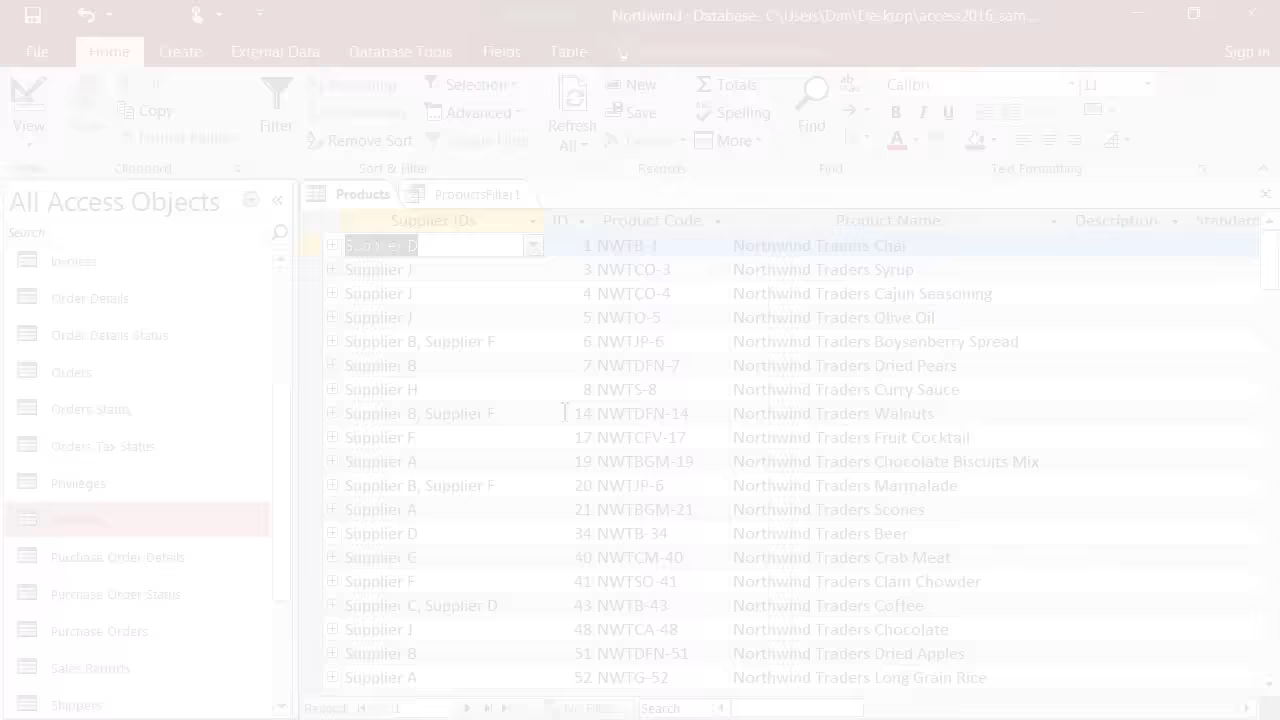 Northwind : Database- C:\Users\Dan\Desktop\access2016_sam...
File Home Create External Data Database Tools Fields Table Sign in
View
Copy
Filter
Remove Sort
Selection
Advanced
Refresh
All
New
Save
Totals
Spelling
More
Find
Calibri 11
B I U
A
Clipboard Sort & Filter Records Find Text Formatting
All Access Objects
Search
Invoices
Order Details
Order Details Status
Orders
Orders Status
Orders Tax Status
Privileges
Purchase Order Details
Purchase Order Status
Purchase Orders
Sales Reports
Shippers
Products ProductsFilter1
Supplier IDs ID Product Code Product Name Description Standard
Supplier D 1 NWTB-1 Northwind Traders Chai
Supplier J 3 NWTCO-3 Northwind Traders Syrup
Supplier J 4 NWTCO-4 Northwind Traders Cajun Seasoning
Supplier J 5 NWTO-5 Northwind Traders Olive Oil
Supplier B, Supplier F 6 NWTJP-6 Northwind Traders Boysenberry Spread
Supplier B 7 NWTDFN-7 Northwind Traders Dried Pears
Supplier H 8 NWTS-8 Northwind Traders Curry Sauce
Supplier B, Supplier F 14 NWTDFN-14 Northwind Traders Walnuts
Supplier F 17 NWTCFV-17 Northwind Traders Fruit Cocktail
Supplier A 19 NWTBGM-19 Northwind Traders Chocolate Biscuits Mix
Supplier B, Supplier F 20 NWTJP-6 Northwind Traders Marmalade
Supplier A 21 NWTBGM-21 Northwind Traders Scones
Supplier D 34 NWTB-34 Northwind Traders Beer
Supplier G 40 NWTCM-40 Northwind Traders Crab Meat
Supplier F 41 NWTSO-41 Northwind Traders Clam Chowder
Supplier C, Supplier D 43 NWTB-43 Northwind Traders Coffee
Supplier J 48 NWTCA-48 Northwind Traders Chocolate
Supplier B 51 NWTDFN-51 Northwind Traders Dried Apples
Supplier A 52 NWTG-52 Northwind Traders Long Grain Rice
Record: 1 No Filter Search